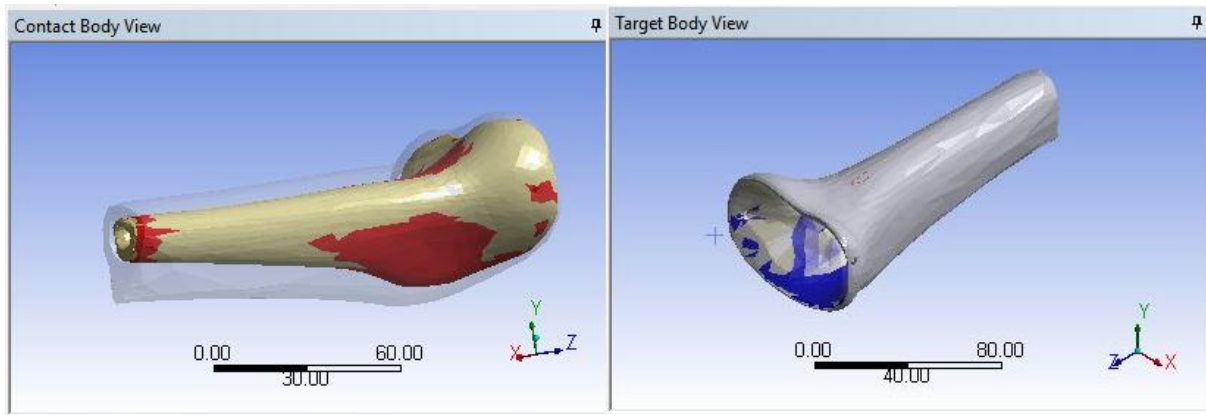 Contact Body View
Target Body View
0.00
60.00
30.00
X
Y
Z
0.00
80.00
40.00
Y
Z
X